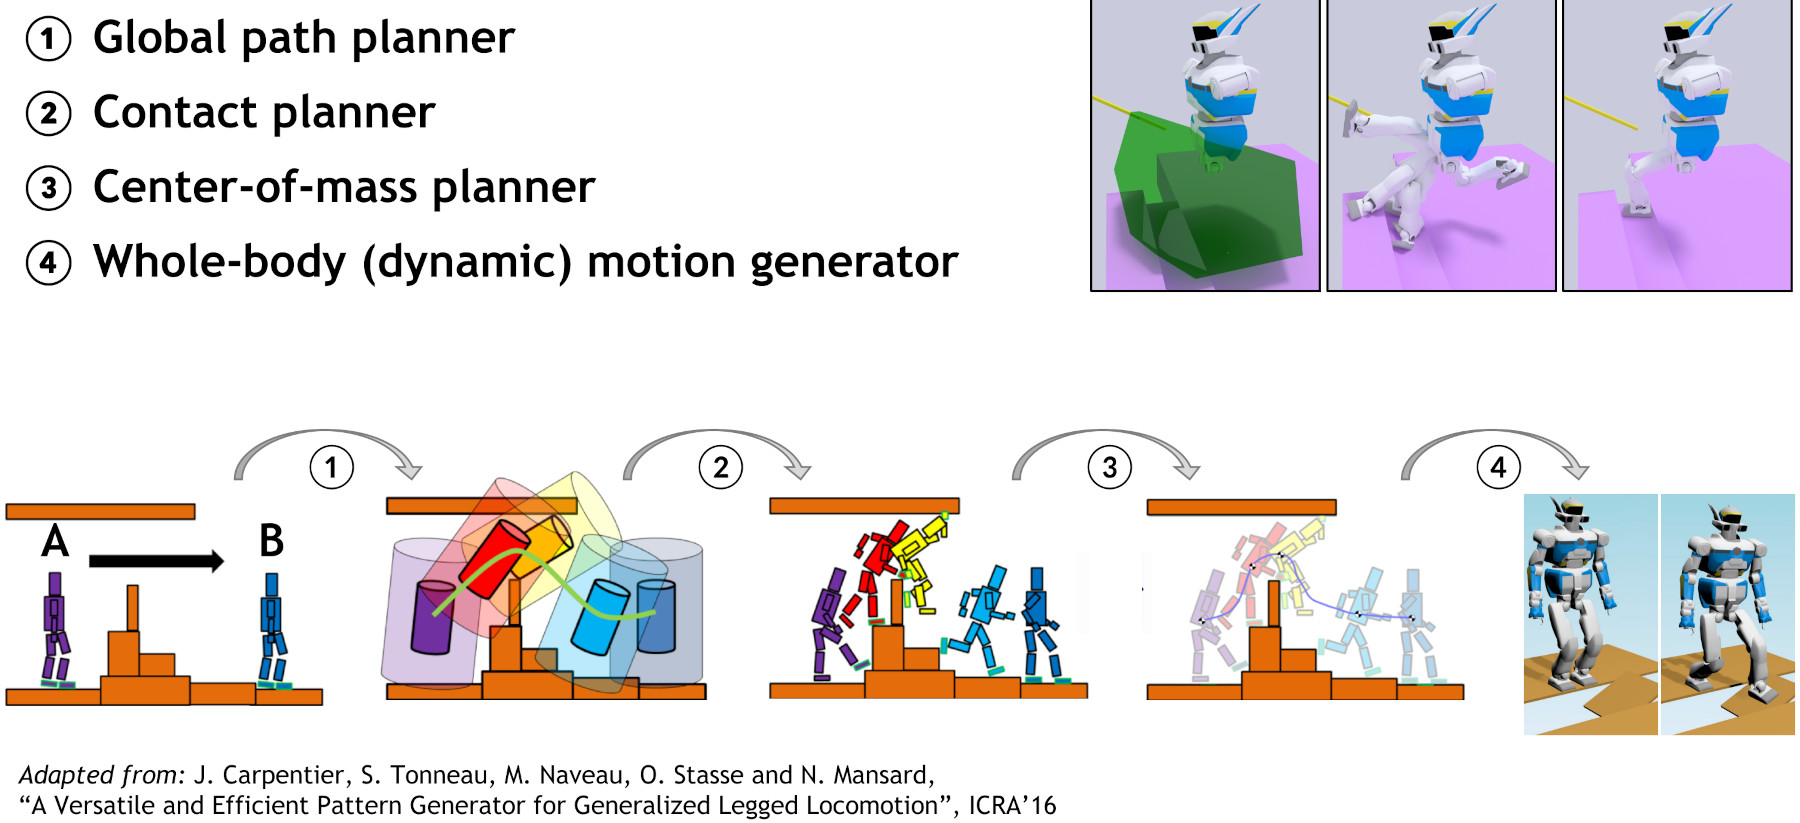 1 Global path planner
2 Contact planner
3 Center-of-mass planner
4 Whole-body (dynamic) motion generator
1
2
3
4
A
B
Adapted from: J. Carpentier, S. Tonneau, M. Naveau, O. Stasse and N. Mansard,
“A Versatile and Efficient Pattern Generator for Generalized Legged Locomotion”, ICRA’16